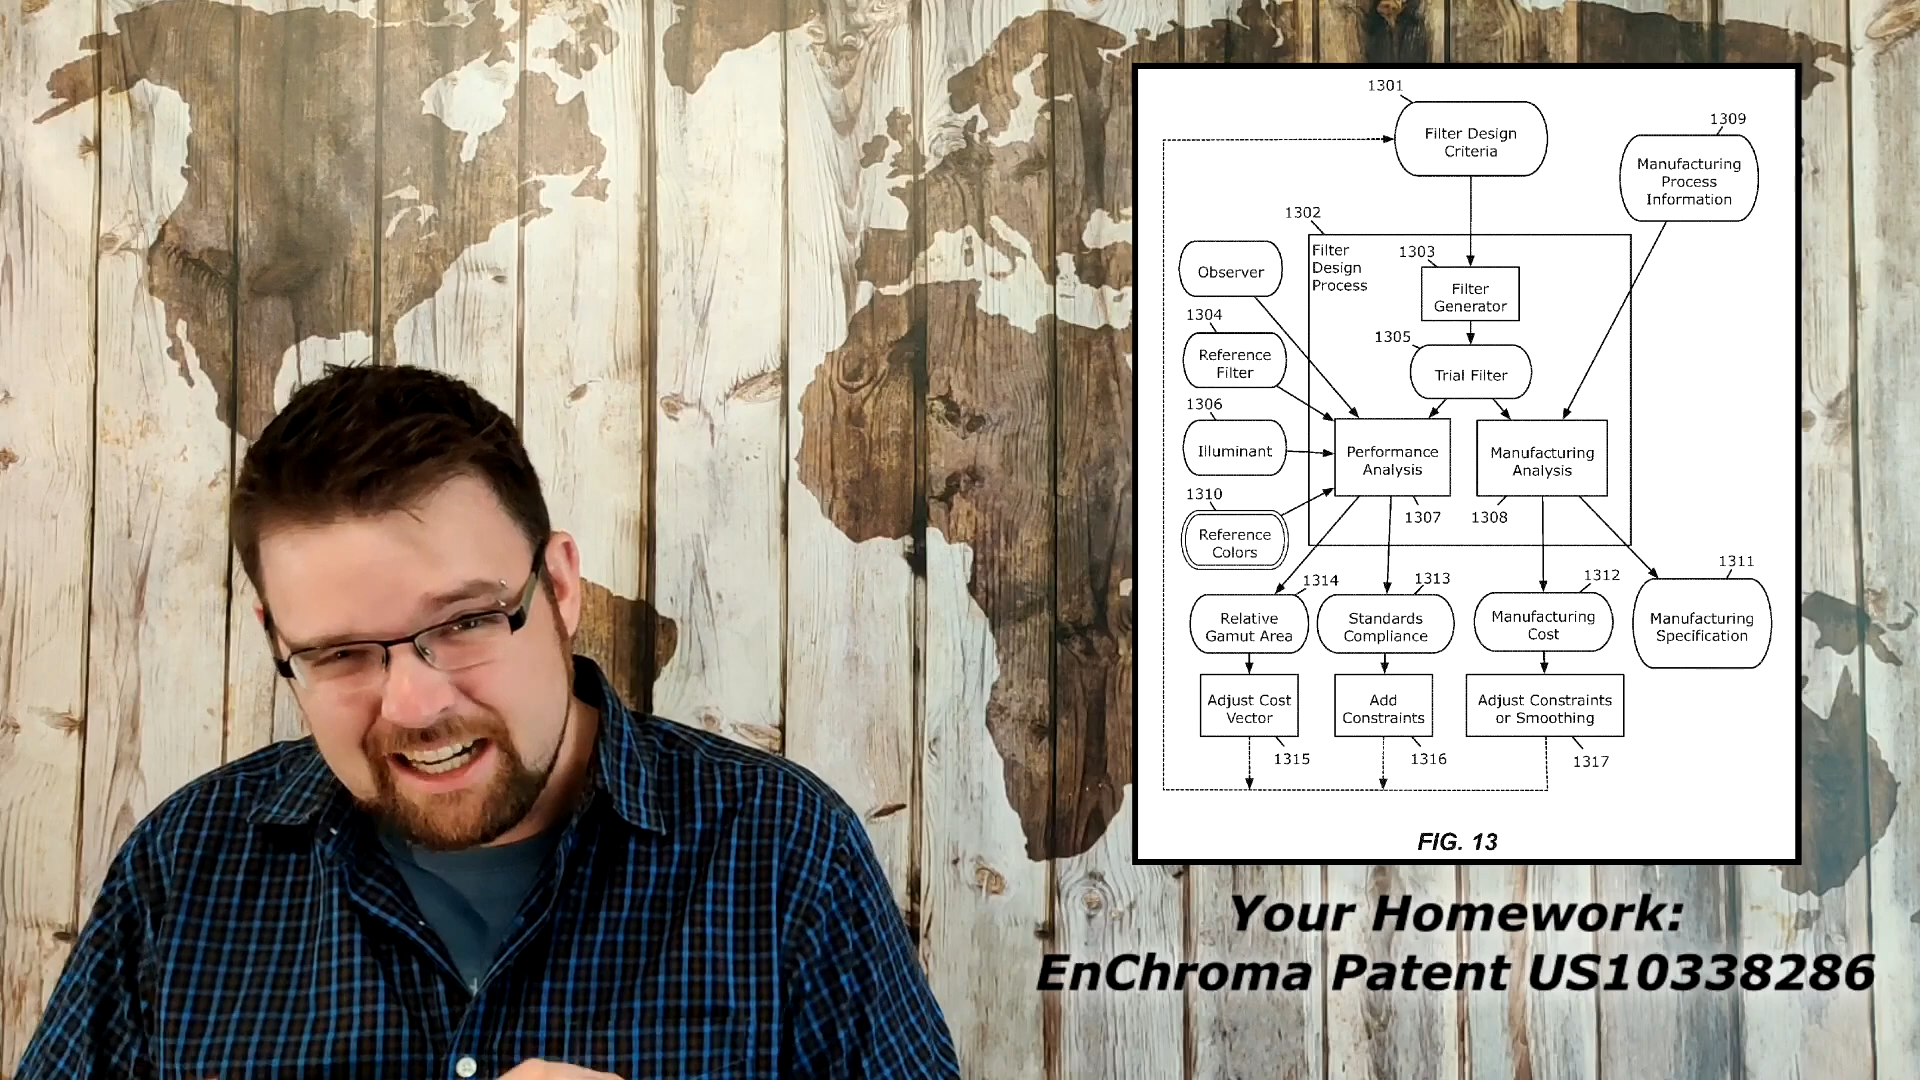 1301
Filter Design
Criteria
1309
Manufacturing
Process
Information
1302
Filter
Design
Process
1303
Filter
Generator
Observer
1304
Reference
Filter
1305
Trial Filter
1306
Illuminant
Performance
Analysis
Manufacturing
Analysis
1310
Reference
Colors
1307
1308
1314
Relative
Gamut Area
1313
Standards
Compliance
1312
Manufacturing
Cost
1311
Manufacturing
Specification
Adjust Cost
Vector
Add
Constraints
Adjust Constraints
or Smoothing
1315
1316
1317
FIG. 13
Your Homework:
EnChroma Patent US10338286